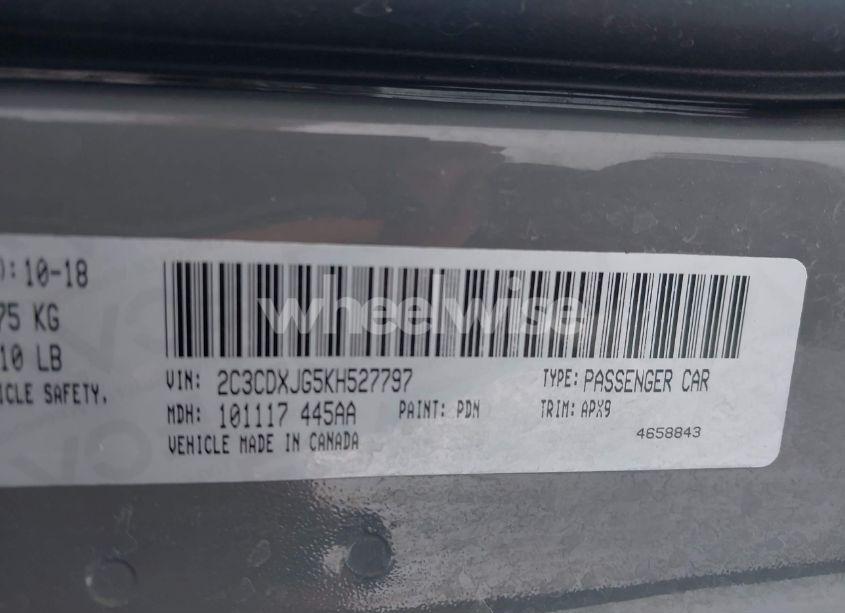 ): 10-18
75 KG
10 LB
ICLE SAFETY,
wheelwise
VIN: 2C3CDXJG5KH527797 TYPE: PASSENGER CAR
MDH: 101117 445AA PAINT: PDN TRIM: APX9
VEHICLE MADE IN CANADA 4658843